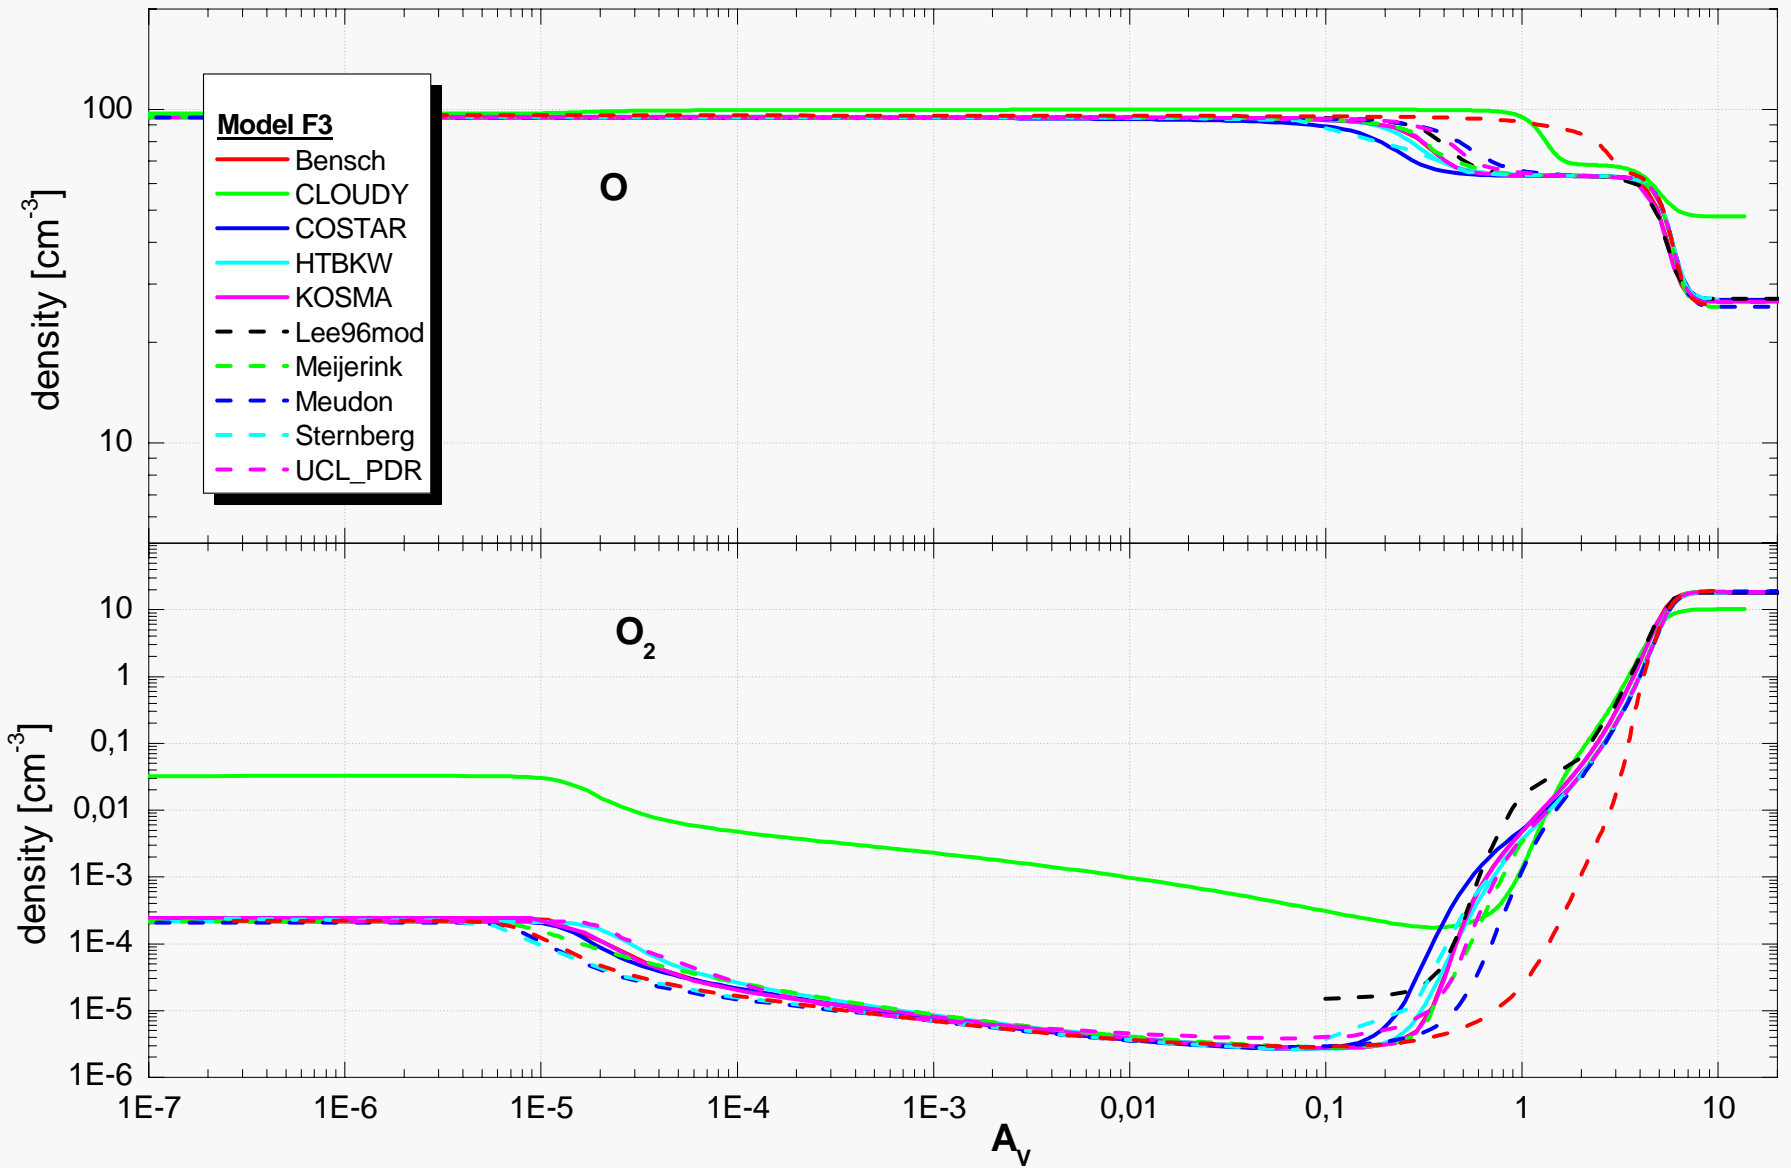 100
10
density [cm-3]
Model F3
Bensch
CLOUDY
COSTAR
HTBKW
KOSMA
Lee96mod
Meijerink
Meudon
Sternberg
UCL_PDR
O
10
1
0,1
0,01
1E-3
1E-4
1E-5
1E-6
density [cm-3]
O2
1E-7 1E-6 1E-5 1E-4 1E-3 0,01 0,1 1 10
AV